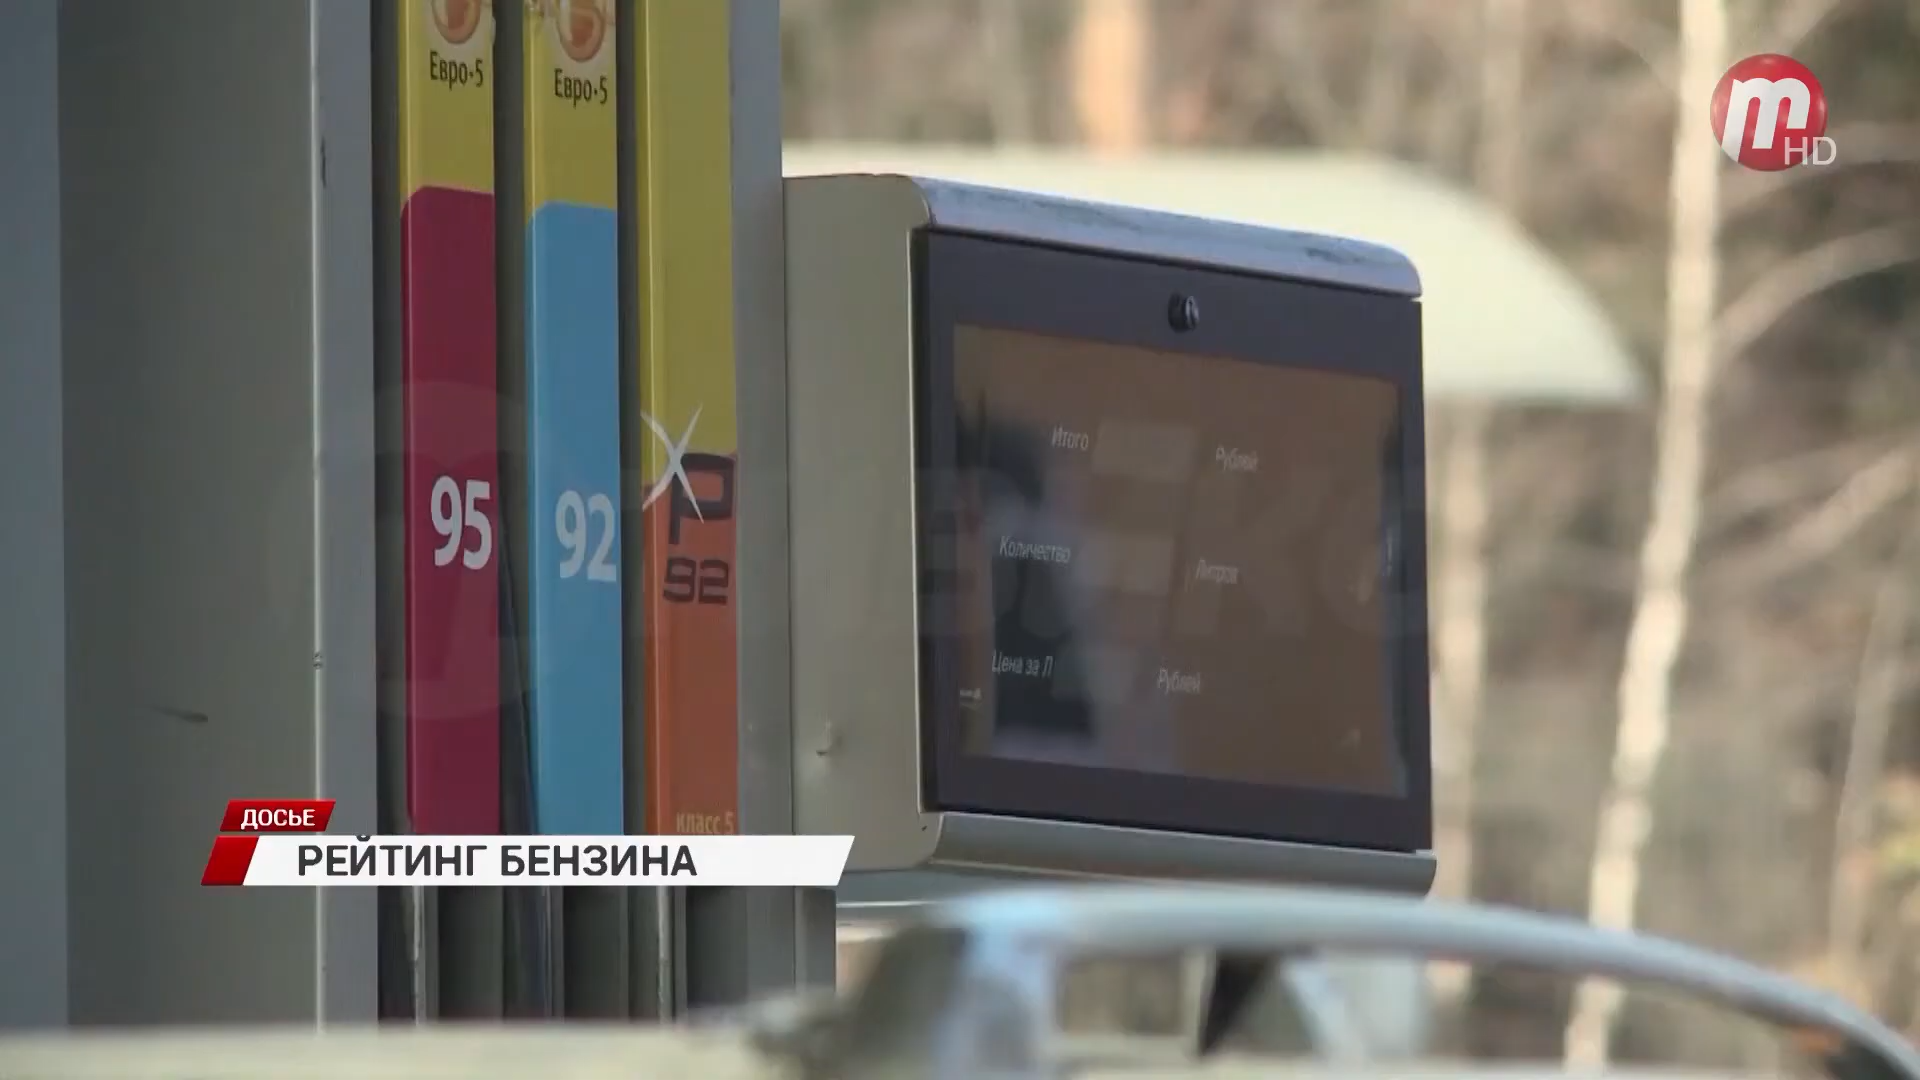 Евро•5
Евро•5
m HD
Итого
Рублей
95
92
P
92
Количество
Литров
Цена за Л
Рублей
класс 5
ДОСЬЕ
РЕЙТИНГ БЕНЗИНА